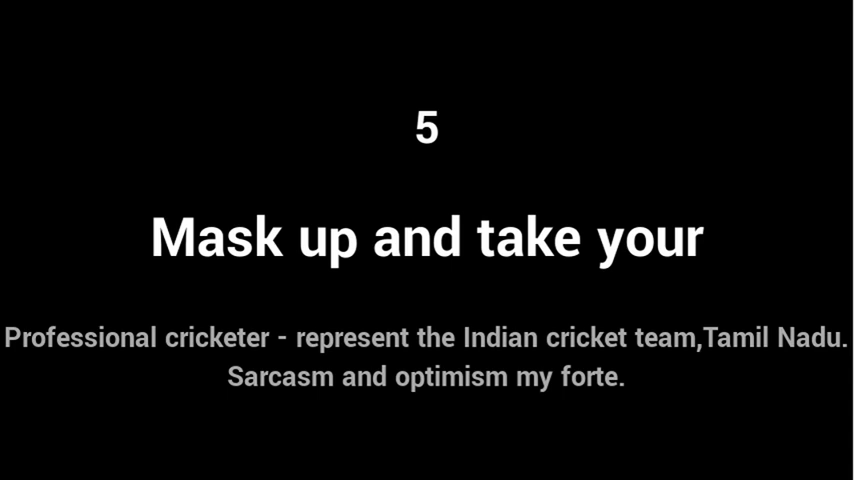 5
Mask up and take your
Professional cricketer - represent the Indian cricket team,Tamil Nadu.
Sarcasm and optimism my forte.